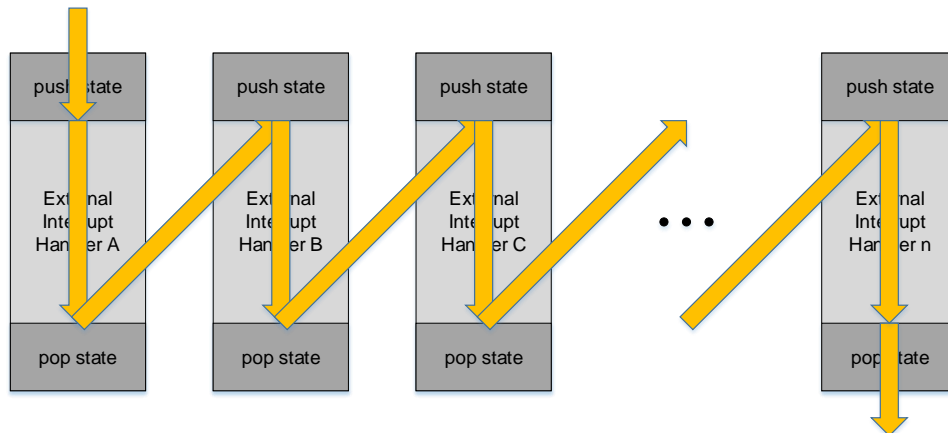 push state
push state
push state
push state
External
Interrupt
Handler A
External
Interrupt
Handler B
External
Interrupt
Handler C
External
Interrupt
Handler n
pop state
pop state
pop state
pop state